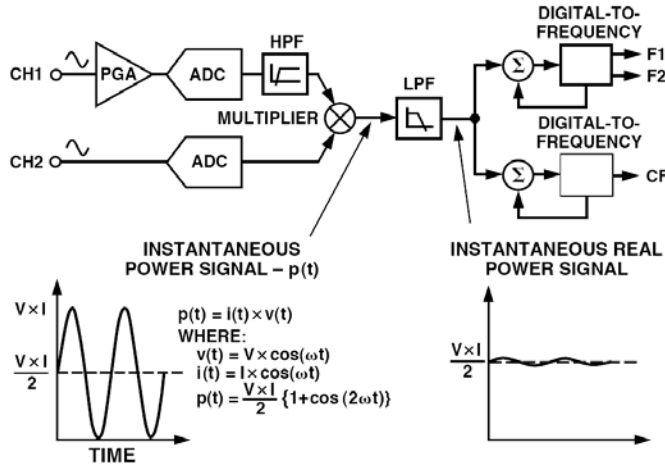 DIGITAL-TO-
FREQUENCY
HPF
F1
CH1
PGA
ADC
Σ
F2
LPF
MULTIPLIER
DIGITAL-TO-
FREQUENCY
CH2
ADC
Σ
CF
INSTANTANEOUS
POWER SIGNAL – p(t)
INSTANTANEOUS REAL
POWER SIGNAL
V × I
V × I
2
TIME
p(t) = i(t) × v(t)
WHERE:
v(t) = V × cos(ωt)
i(t) = I × cos(ωt)
p(t) = V × I / 2 {1+cos (2ωt)}
V × I
2